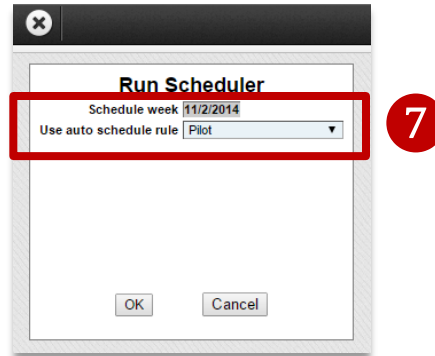 Run Scheduler
Schedule week 11/2/2014
Use auto schedule rule Pilot
7
OK Cancel